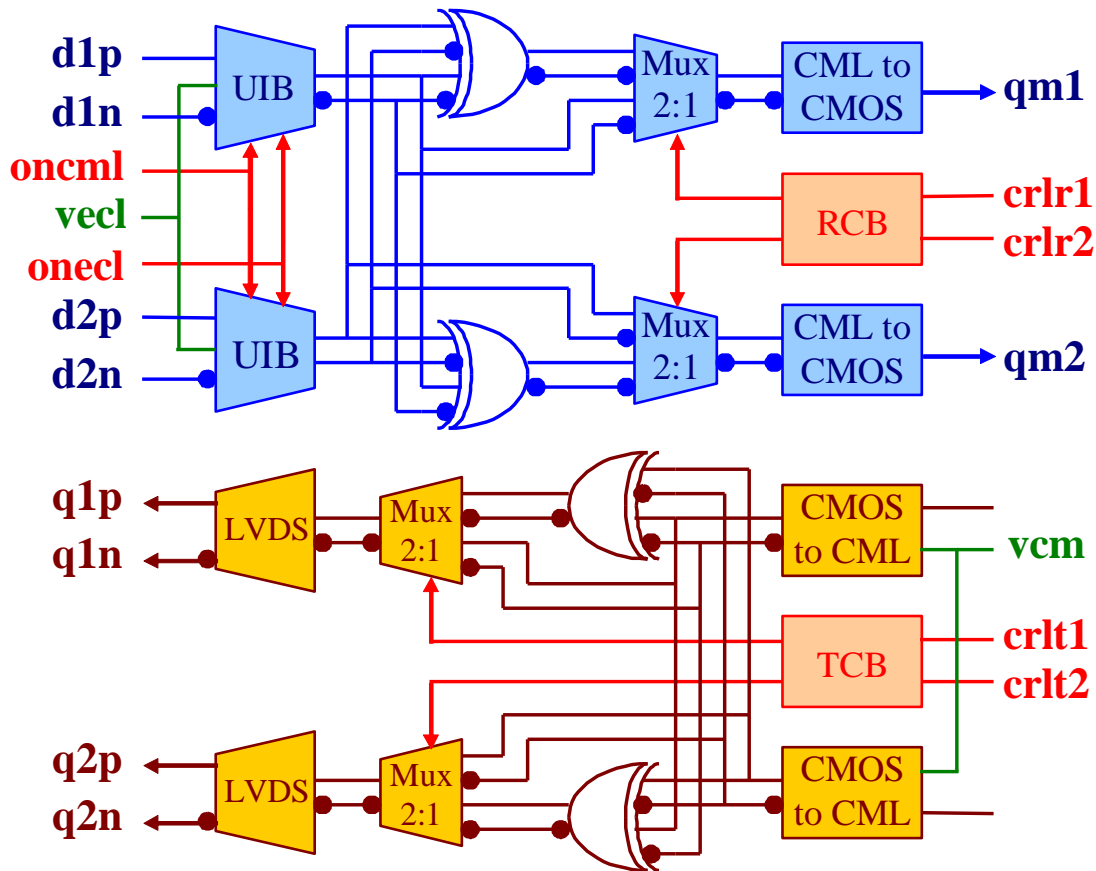 d1p
d1n
oncml
vecl
onecl
d2p
d2n
UIB
UIB
Mux
2:1
Mux
2:1
CML to
CMOS
CML to
CMOS
RCB
qm1
crlr1
crlr2
qm2
q1p
q1n
q2p
q2n
LVDS
LVDS
Mux
2:1
Mux
2:1
CMOS
to CML
TCB
CMOS
to CML
vcm
crlt1
crlt2